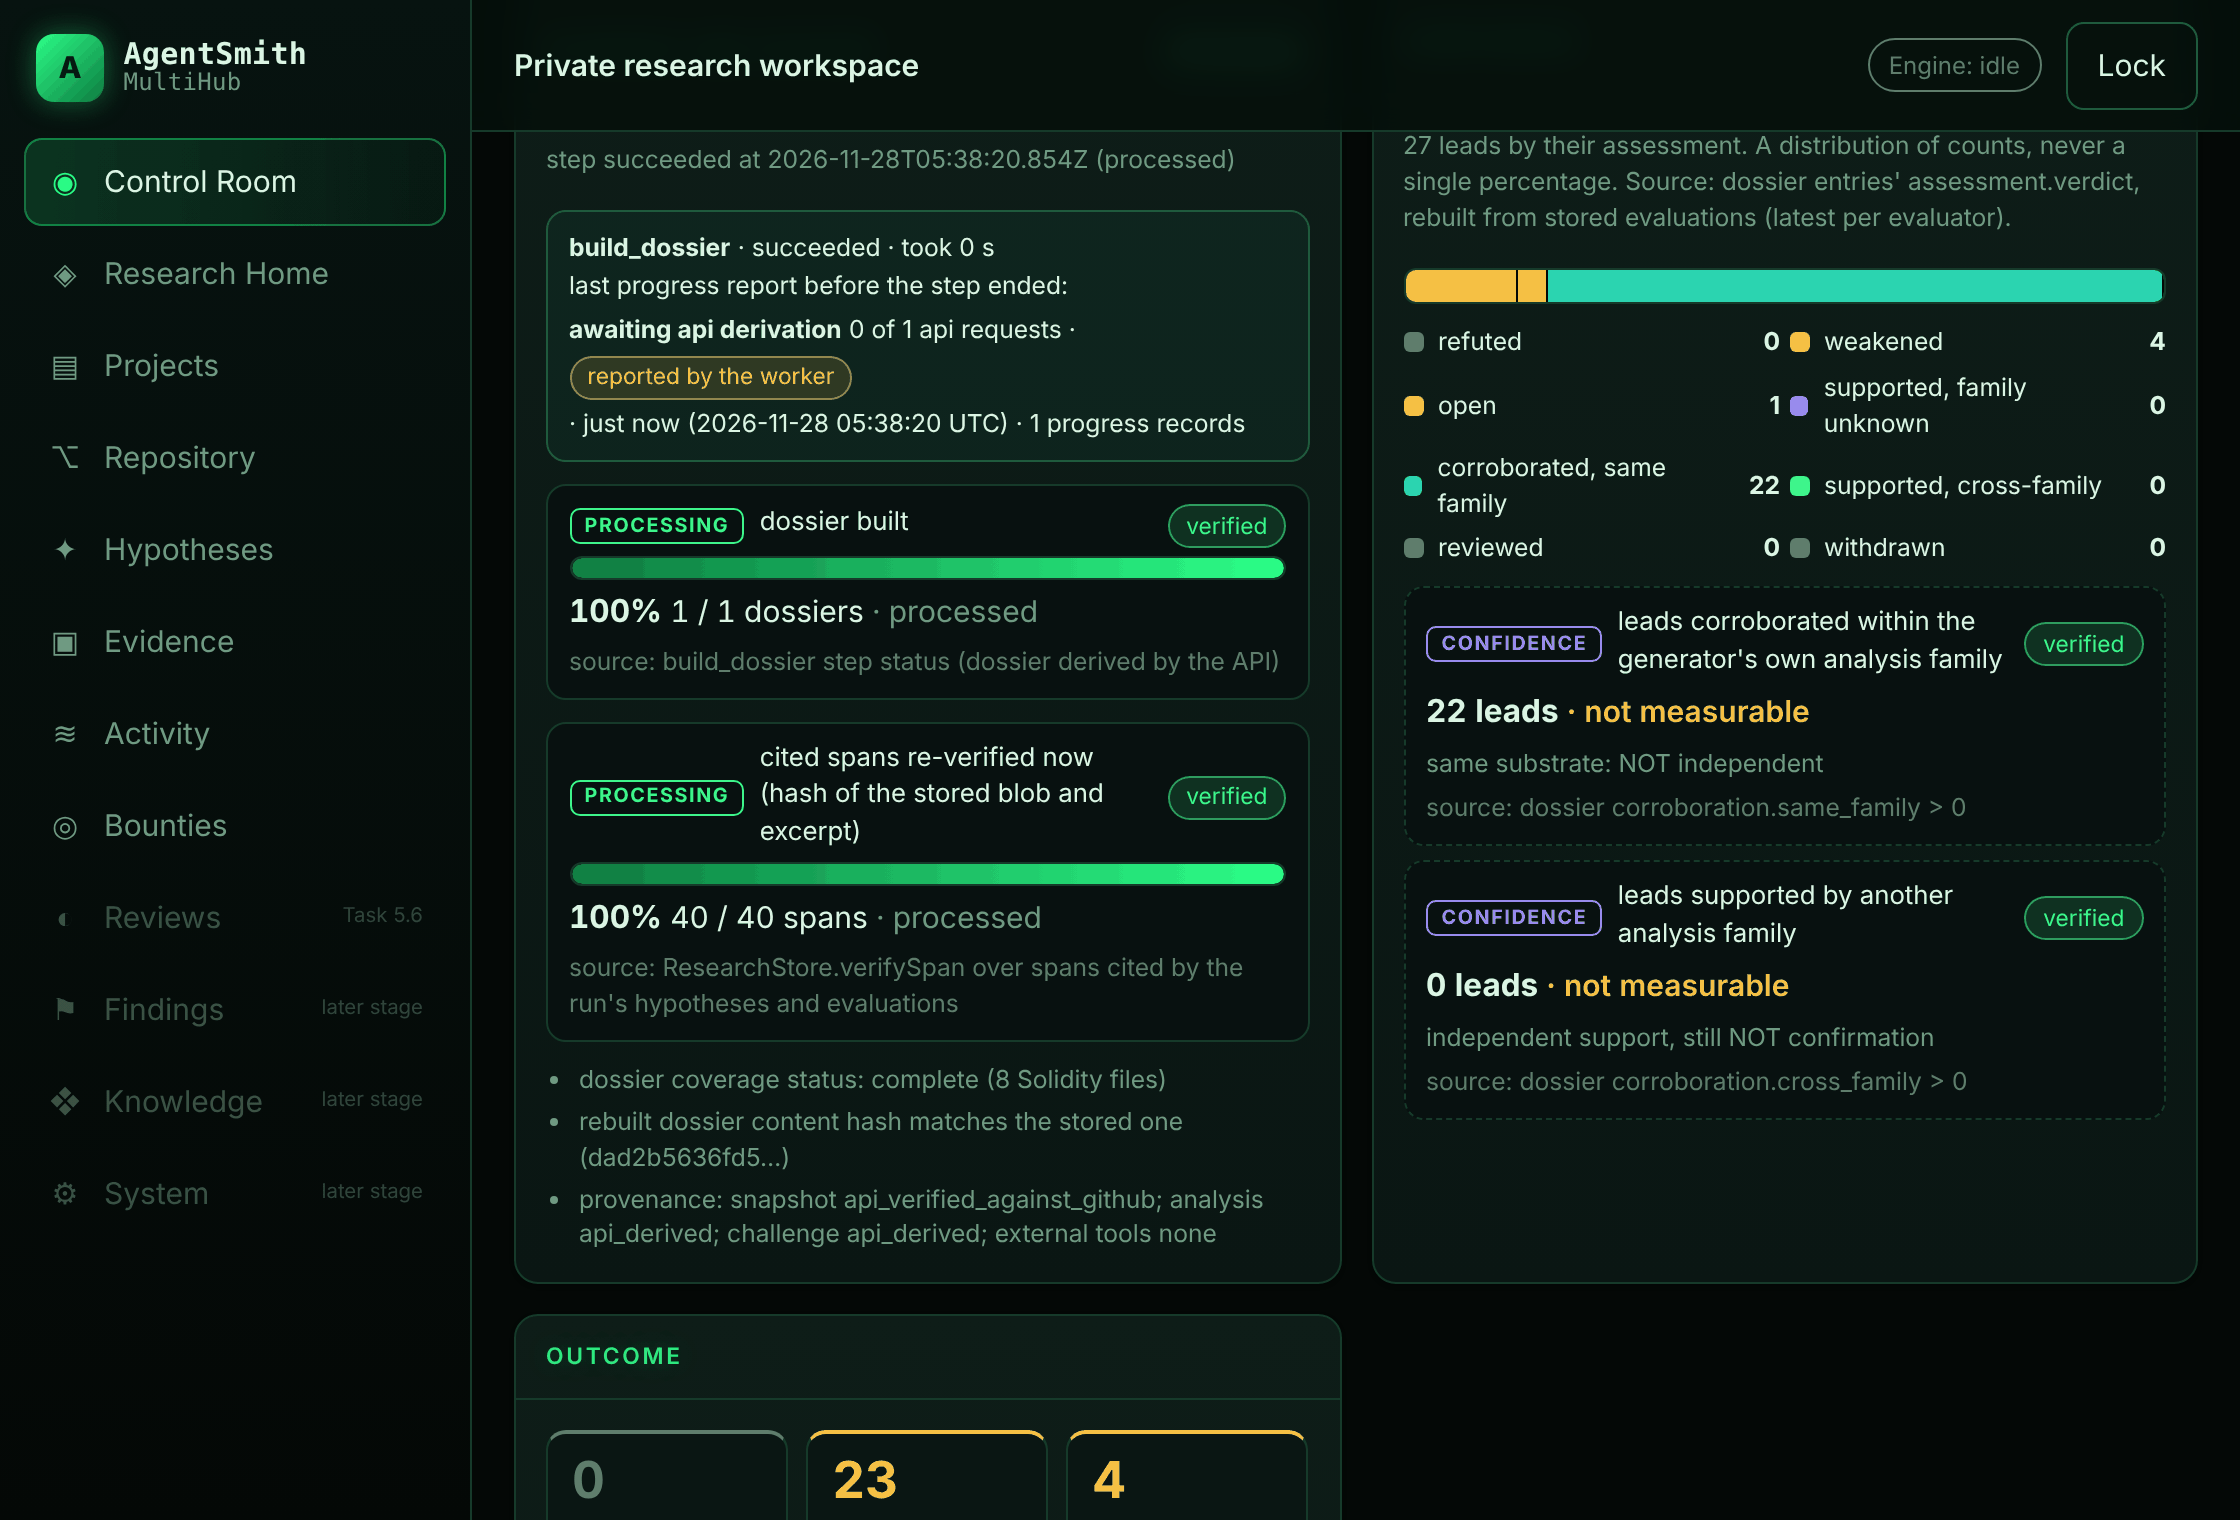 A
AgentSmith
MultiHub
Control Room
Research Home
Projects
Repository
Hypotheses
Evidence
Activity
Bounties
Reviews Task 5.6
Findings later stage
Knowledge later stage
System later stage
Private research workspace
Engine: idle
Lock
step succeeded at 2026-11-28T05:38:20.854Z (processed)
build_dossier · succeeded · took 0 s
last progress report before the step ended:
awaiting api derivation 0 of 1 api requests ·
reported by the worker
· just now (2026-11-28 05:38:20 UTC) · 1 progress records
PROCESSING dossier built verified
100% 1 / 1 dossiers · processed
source: build_dossier step status (dossier derived by the API)
PROCESSING
cited spans re-verified now
(hash of the stored blob and
excerpt)
verified
100% 40 / 40 spans · processed
source: ResearchStore.verifySpan over spans cited by the
run's hypotheses and evaluations
• dossier coverage status: complete (8 Solidity files)
• rebuilt dossier content hash matches the stored one
(dad2b5636fd5...)
• provenance: snapshot api_verified_against_github; analysis
api_derived; challenge api_derived; external tools none
27 leads by their assessment. A distribution of counts, never a
single percentage. Source: dossier entries' assessment.verdict,
rebuilt from stored evaluations (latest per evaluator).
refuted 0
weakened 4
open 1
supported, family
unknown 0
corroborated, same
family 22
supported, cross-family 0
reviewed 0
withdrawn 0
CONFIDENCE
leads corroborated within the
generator's own analysis family
verified
22 leads · not measurable
same substrate: NOT independent
source: dossier corroboration.same_family > 0
CONFIDENCE
leads supported by another
analysis family
verified
0 leads · not measurable
independent support, still NOT confirmation
source: dossier corroboration.cross_family > 0
OUTCOME
0
23
4